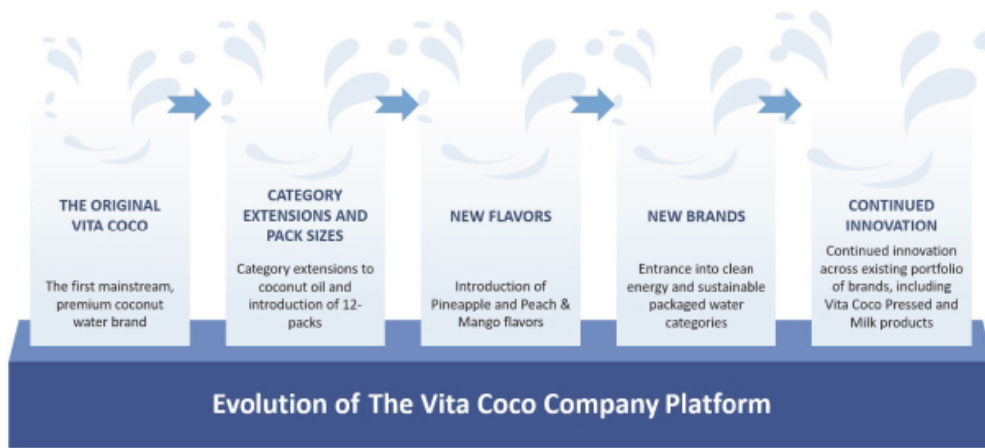 THE ORIGINAL
VITA COCO
The first mainstream,
premium coconut
water brand
CATEGORY
EXTENSIONS AND
PACK SIZES
Category extensions to
coconut oil and
introduction of 12-
packs
NEW FLAVORS
Introduction of
Pineapple and Peach &
Mango flavors
NEW BRANDS
Entrance into clean
energy and sustainable
packaged water
categories
CONTINUED
INNOVATION
Continued innovation
across existing portfolio
of brands, including
Vita Coco Pressed and
Milk products
Evolution of The Vita Coco Company Platform